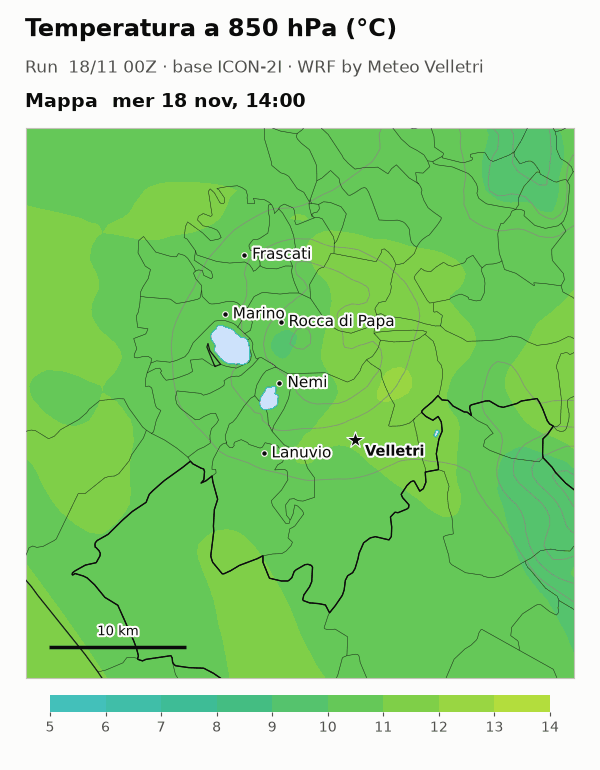 Temperatura a 850 hPa (°C)
Run  18/11 00Z · base ICON-2I · WRF by Meteo Velletri
Mappa  mer 18 nov, 14:00
Frascati
Marino
Rocca di Papa
Nemi
Velletri
Lanuvio
10 km
5 6 7 8 9 10 11 12 13 14